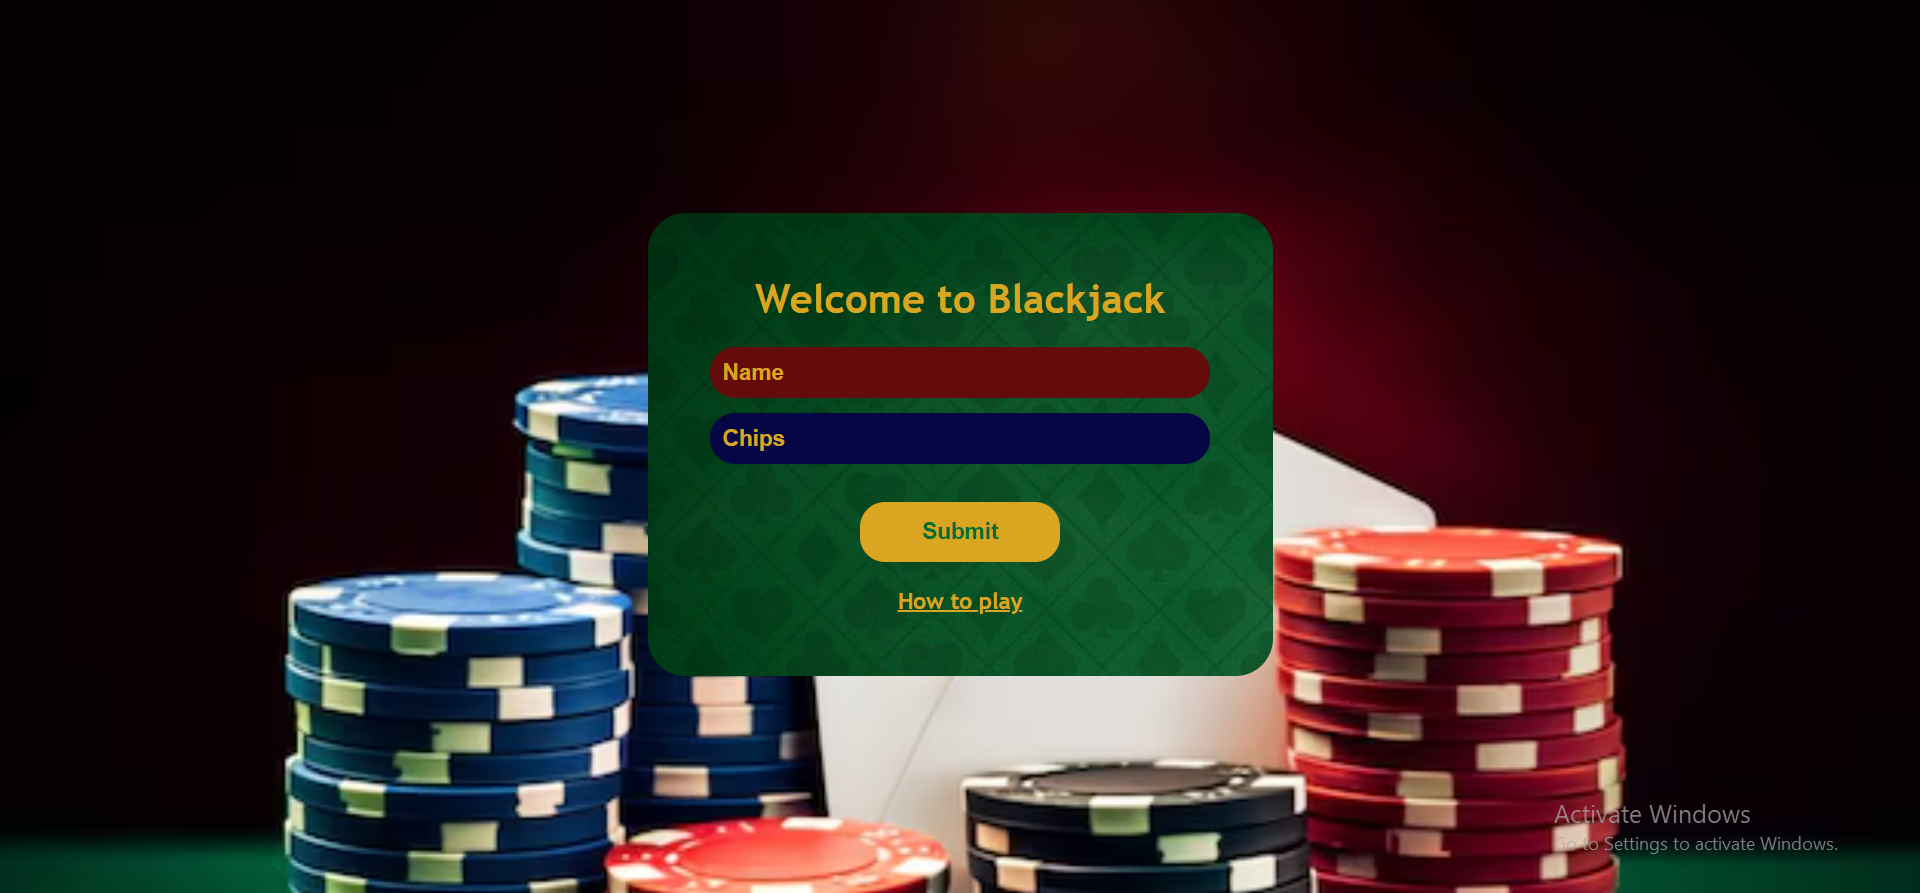 Welcome to Blackjack
Name
Chips
Submit
How to play
Activate Windows
Go to Settings to activate Windows.